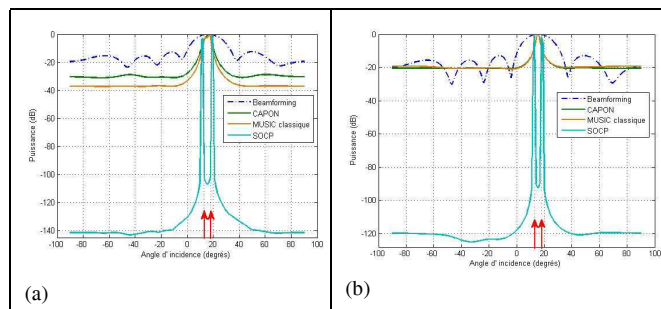 0
-20
-40
-60
-80
-100
-120
-140
Puissance (dB)
-100 -80 -60 -40 -20 0 20 40 60 80 100
Angle d' incidence (degrés)
Beamforming
CAPON
MUSIC classique
SOCP
(a)
0
-20
-40
-60
-80
-100
-120
Puissance (dB)
-100 -80 -60 -40 -20 0 20 40 60 80 100
Angle d' incidence (degrés)
Beamforming
CAPON
MUSIC classique
SOCP
(b)